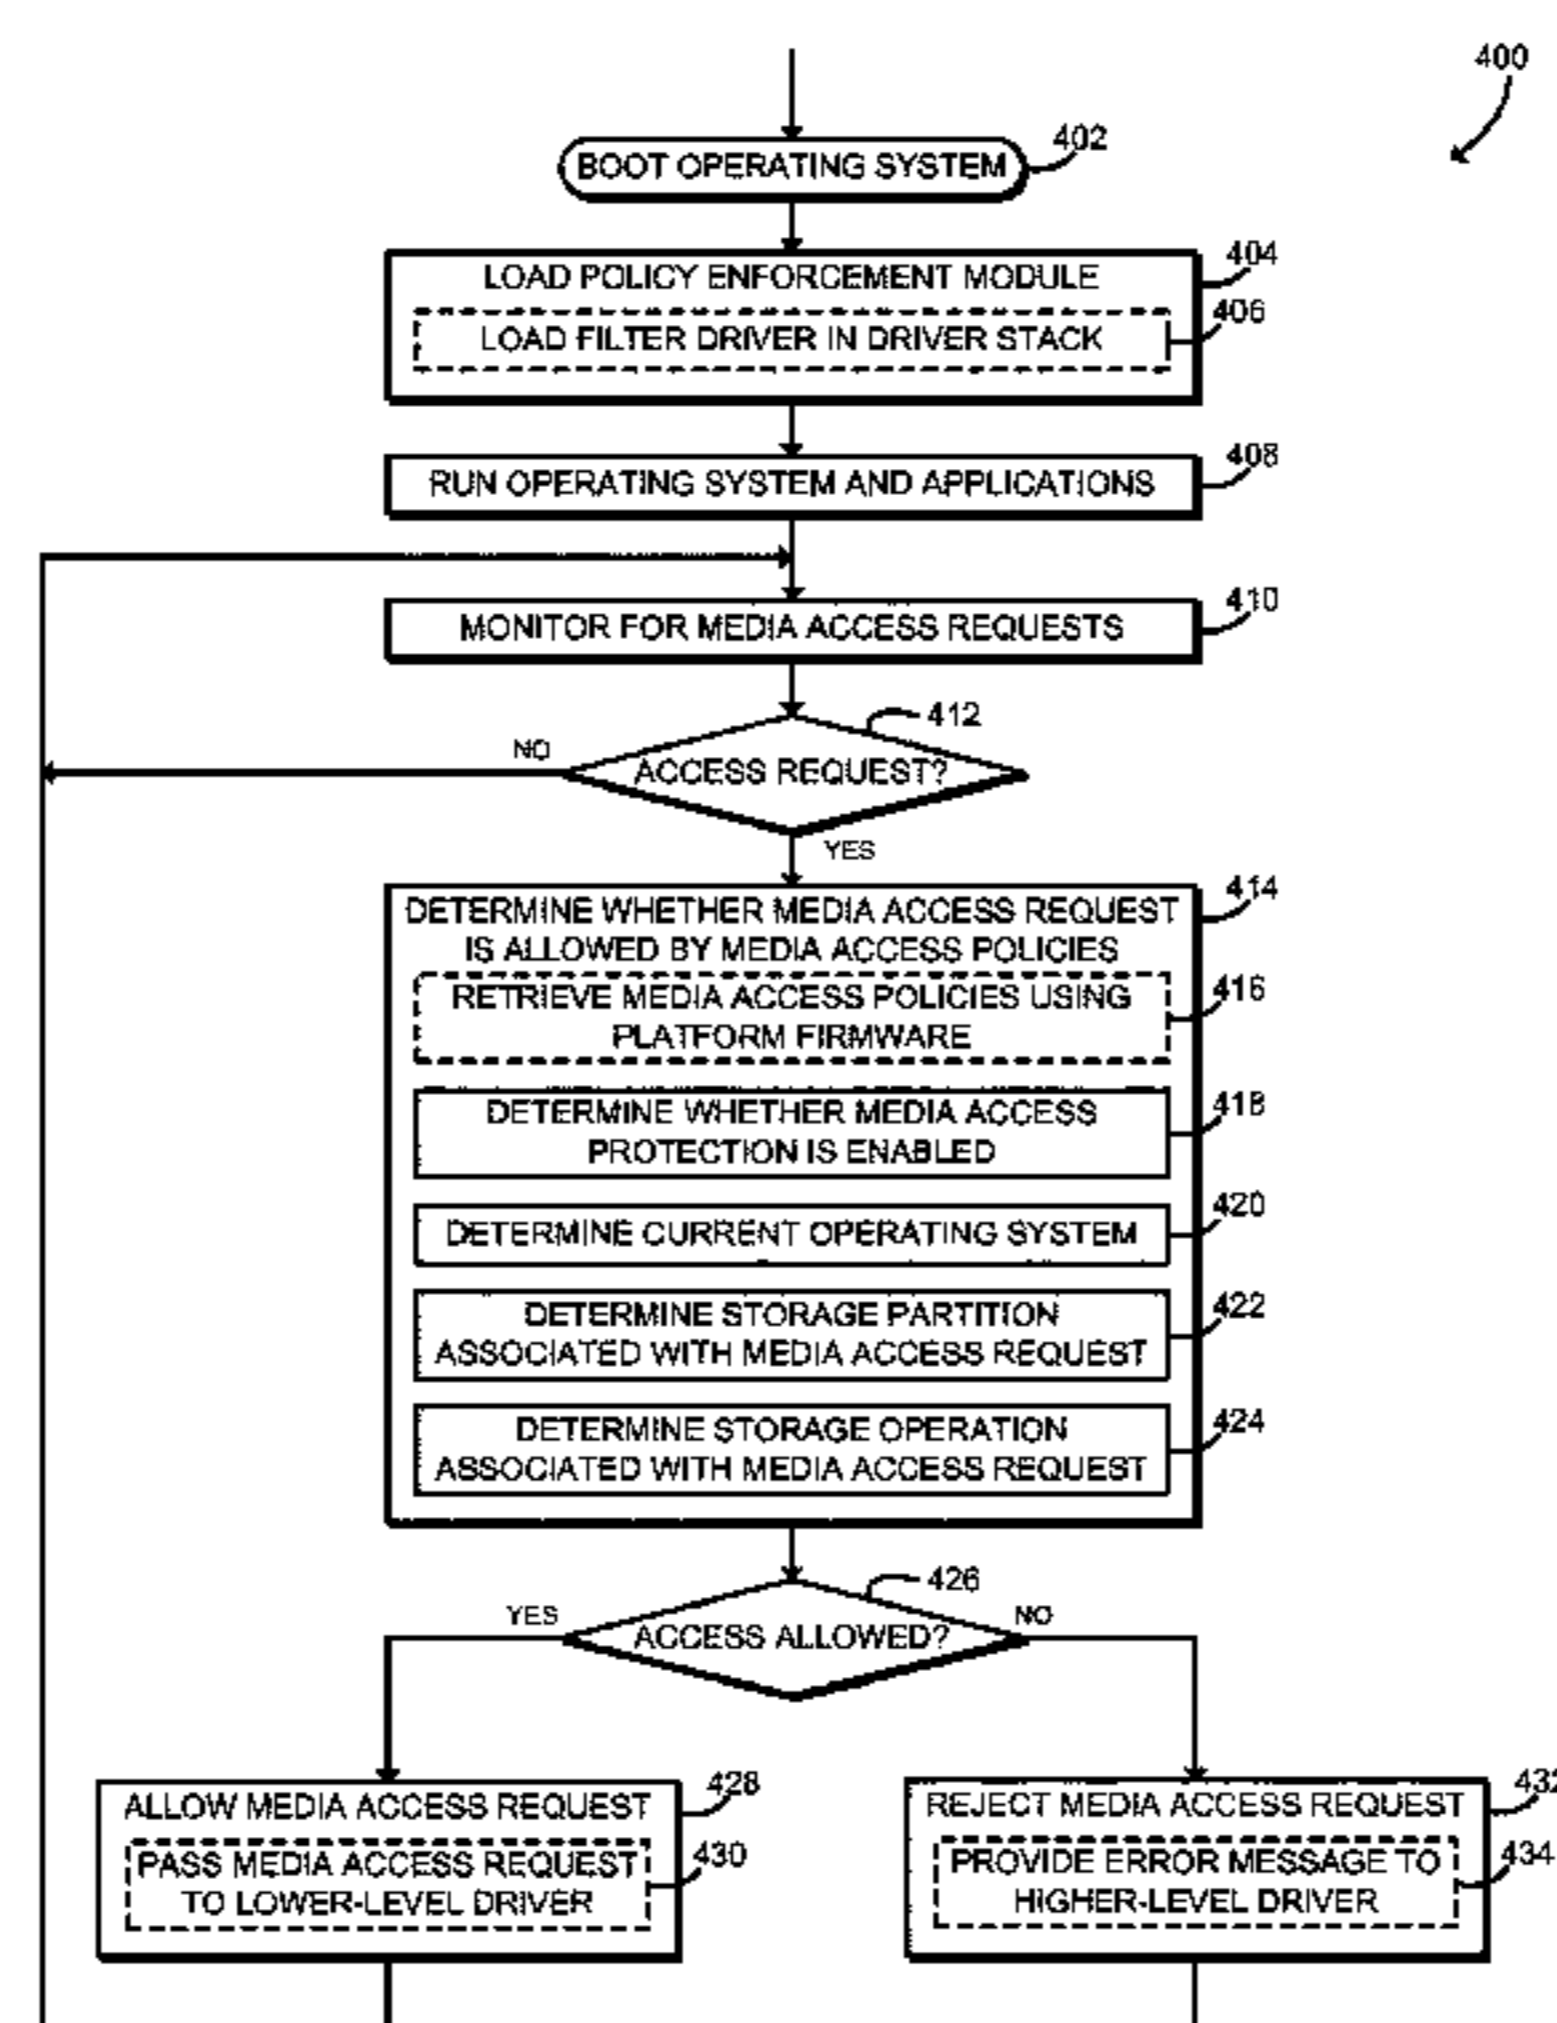 400
402
BOOT OPERATING SYSTEM
404
LOAD POLICY ENFORCEMENT MODULE
406
LOAD FILTER DRIVER IN DRIVER STACK
408
RUN OPERATING SYSTEM AND APPLICATIONS
410
MONITOR FOR MEDIA ACCESS REQUESTS
412
NO
ACCESS REQUEST?
YES
414
DETERMINE WHETHER MEDIA ACCESS REQUEST
IS ALLOWED BY MEDIA ACCESS POLICIES
416
RETRIEVE MEDIA ACCESS POLICIES USING
PLATFORM FIRMWARE
418
DETERMINE WHETHER MEDIA ACCESS
PROTECTION IS ENABLED
420
DETERMINE CURRENT OPERATING SYSTEM
422
DETERMINE STORAGE PARTITION
ASSOCIATED WITH MEDIA ACCESS REQUEST
424
DETERMINE STORAGE OPERATION
ASSOCIATED WITH MEDIA ACCESS REQUEST
426
YES
NO
ACCESS ALLOWED?
428
ALLOW MEDIA ACCESS REQUEST
430
PASS MEDIA ACCESS REQUEST
TO LOWER-LEVEL DRIVER
432
REJECT MEDIA ACCESS REQUEST
434
PROVIDE ERROR MESSAGE TO
HIGHER-LEVEL DRIVER